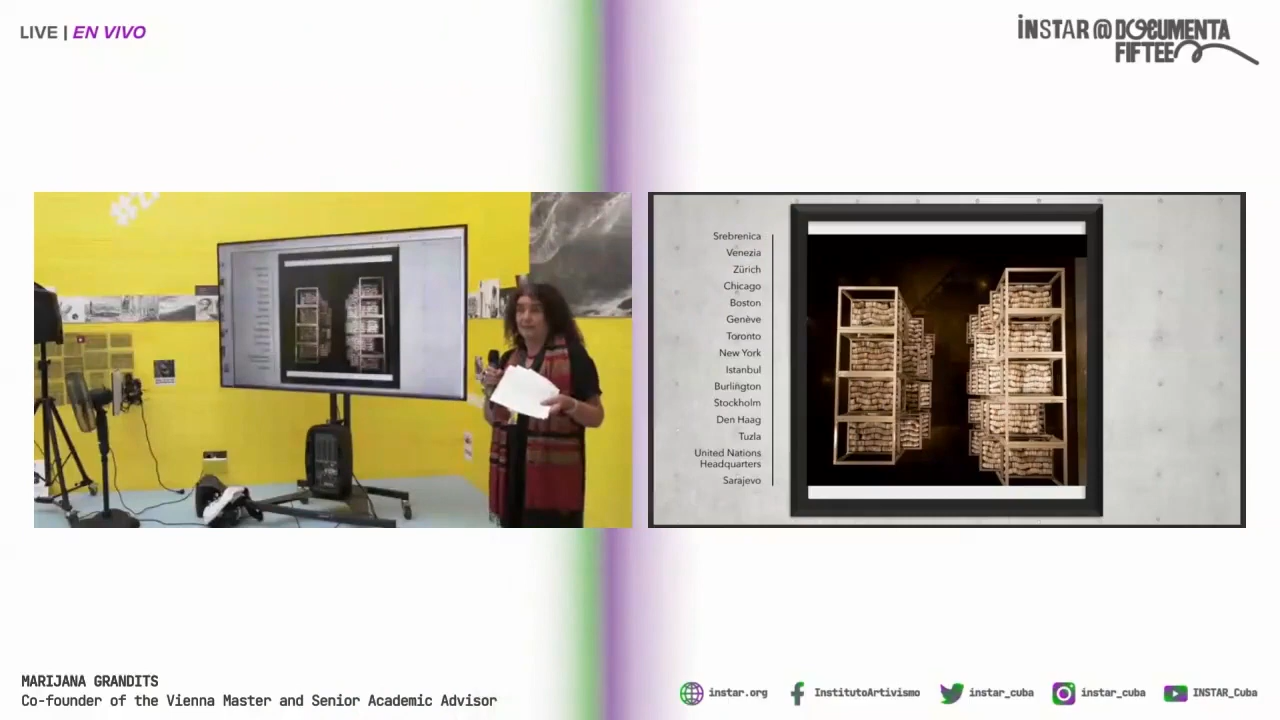 LIVE | EN VIVO
INSTAR @ DOCUMENTA
FIFTEEN
Srebrenica
Venezia
Zürich
Chicago
Boston
Genève
Toronto
New York
Istanbul
Burlington
Stockholm
Den Haag
Tuzla
United Nations
Headquarters
Sarajevo
MARIJANA GRANDITS
Co-founder of the Vienna Master and Senior Academic Advisor
instar.org
InstitutoArtivismo
instar_cuba
instar_cuba
INSTAR_Cuba